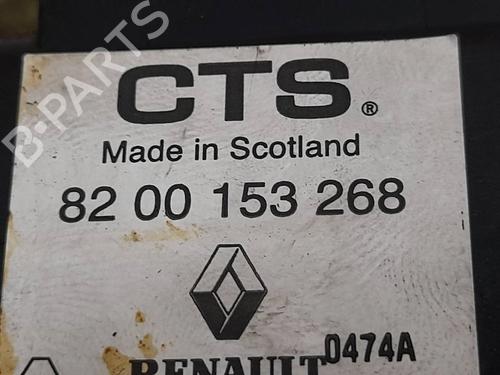 B-PARTS
CTS®
Made in Scotland
82 00 153 268
RENAULT
0474A